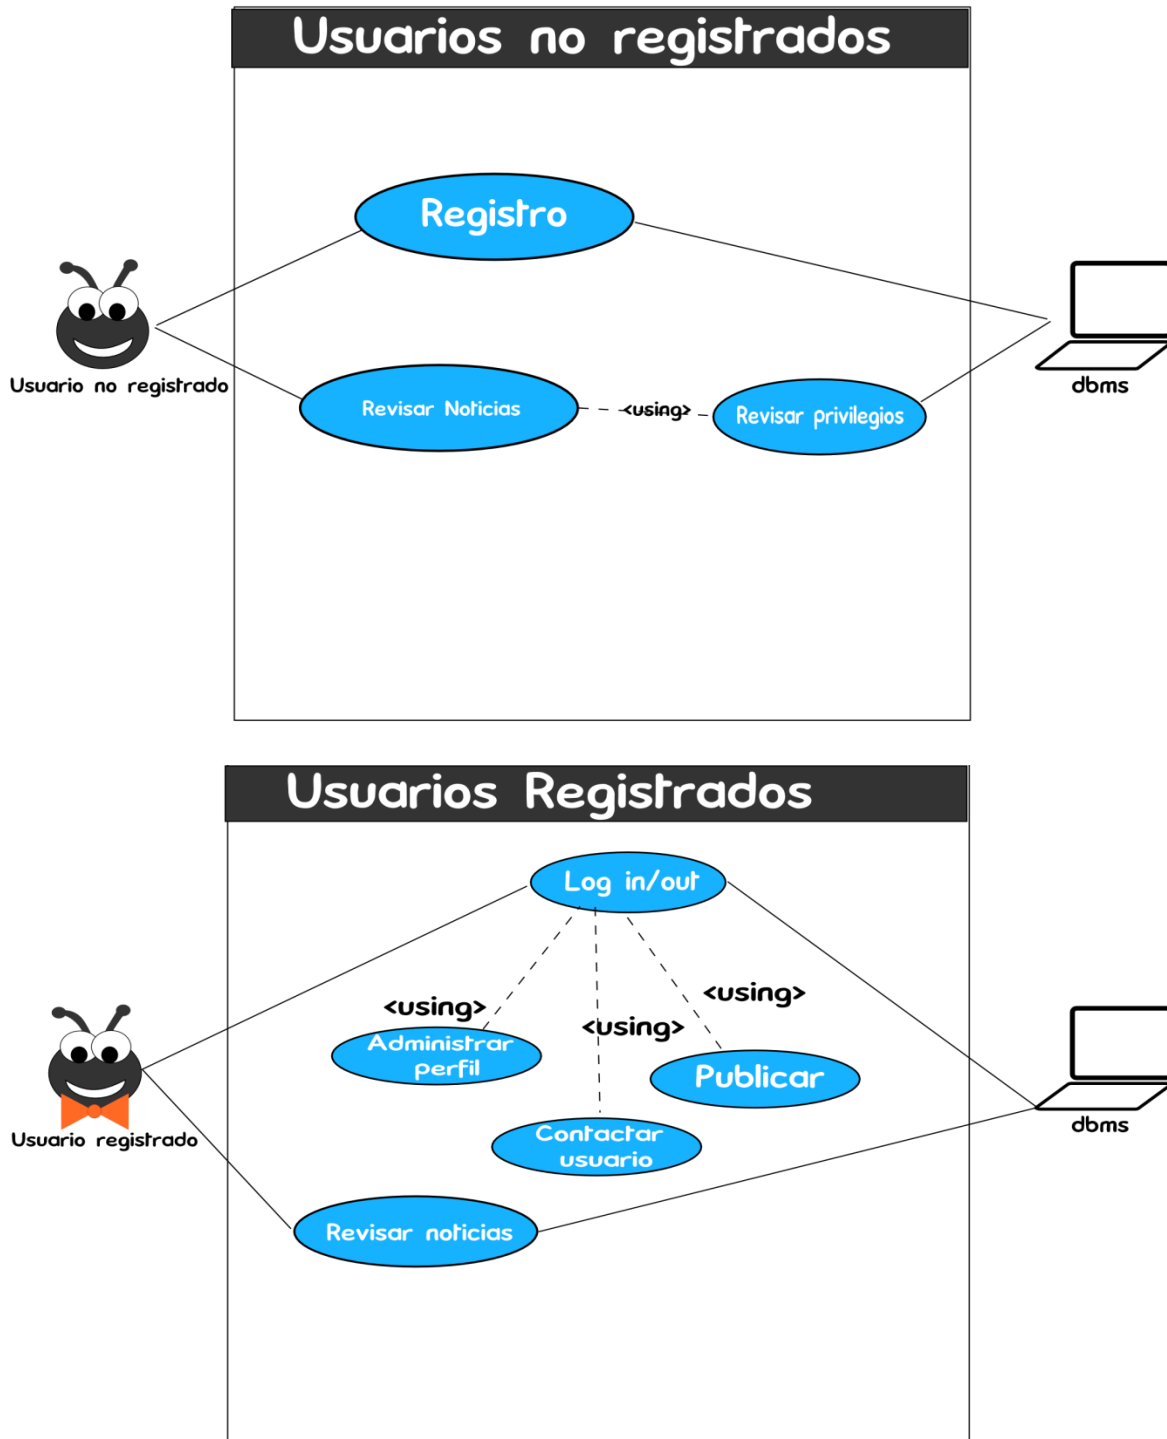 Usuarios no registrados
Registro
Usuario no registrado
Revisar Noticias
<using>
Revisar privilegios
dbms
Usuarios Registrados
Log in/out
<using>
<using>
<using>
Administrar
perfil
Publicar
Contactar
usuario
Usuario registrado
dbms
Revisar noticias